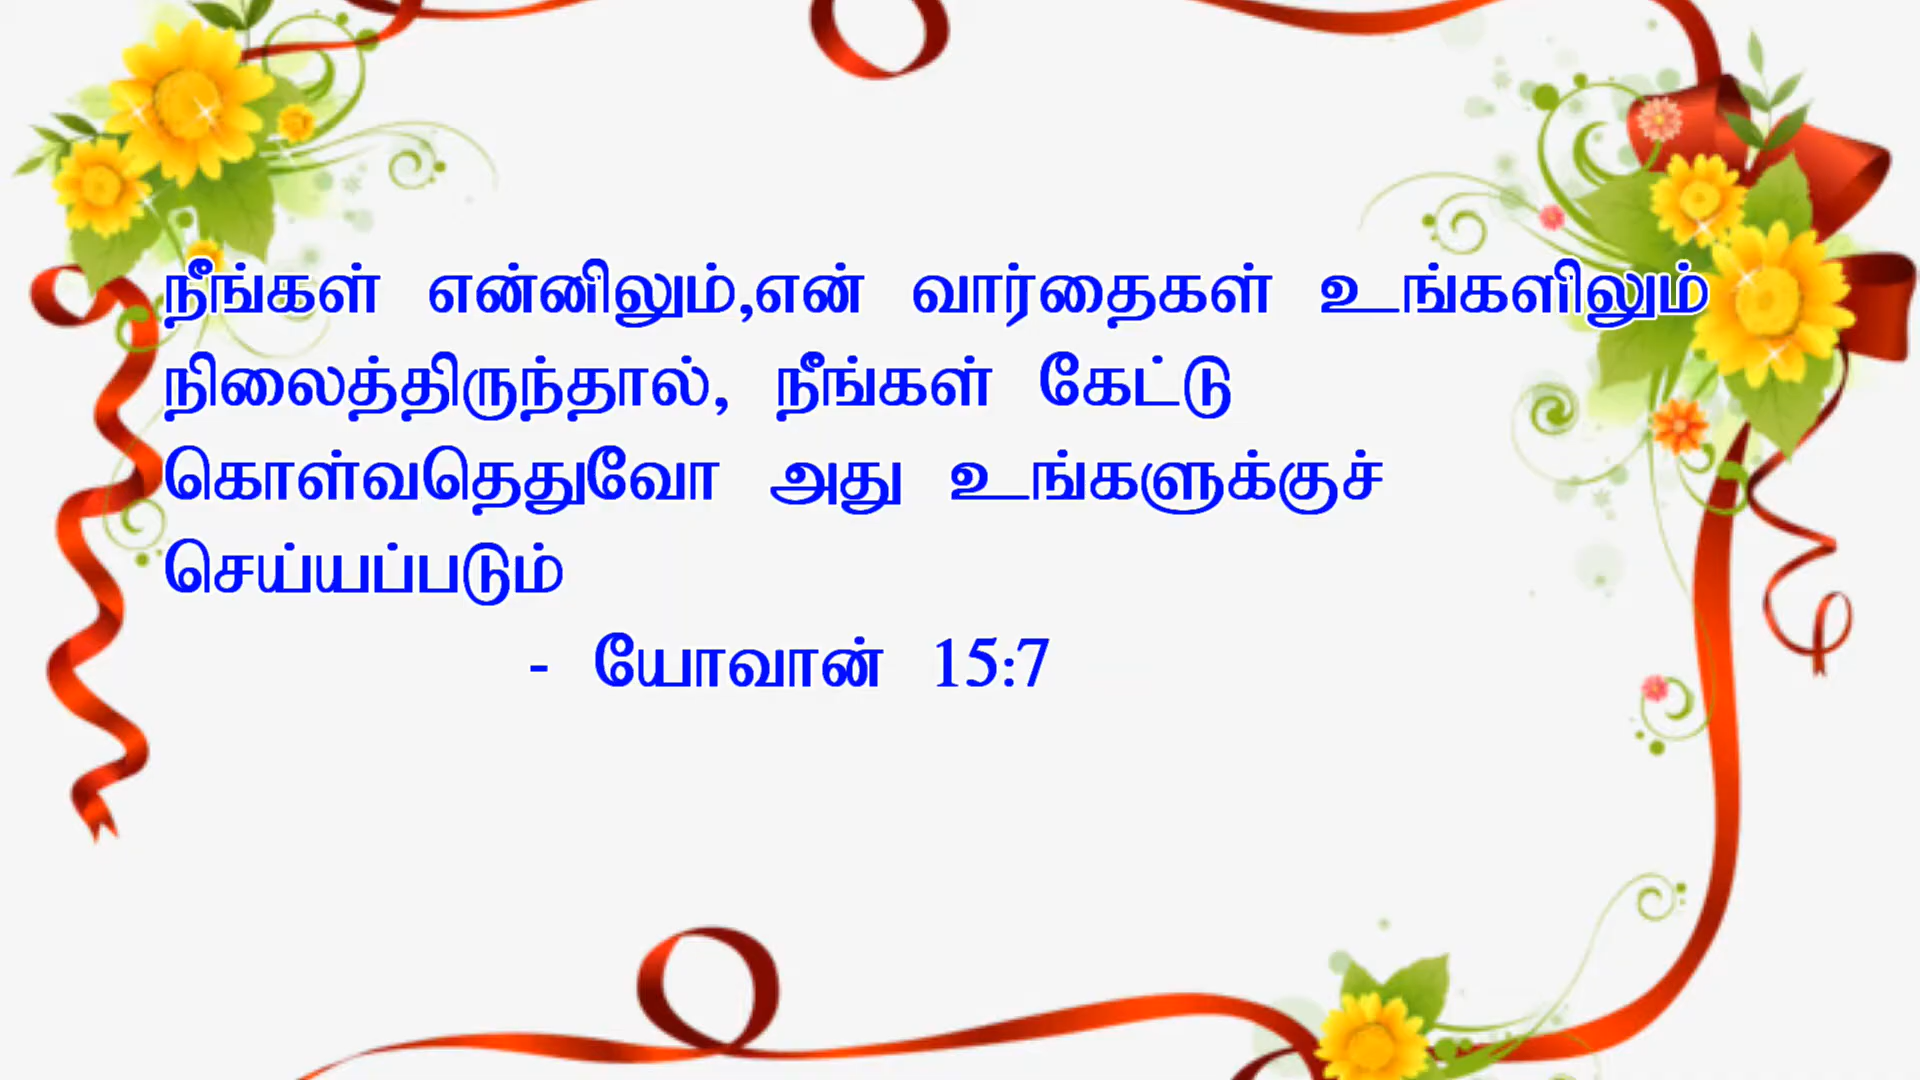 நீங்கள் என்னிலும்,என் வார்தைகள் உங்களிலும்
நிலைத்திருந்தால், நீங்கள் கேட்டு
கொள்வதெதுவோ அது உங்களுக்குச்
செய்யப்படும்
- யோவான் 15:7